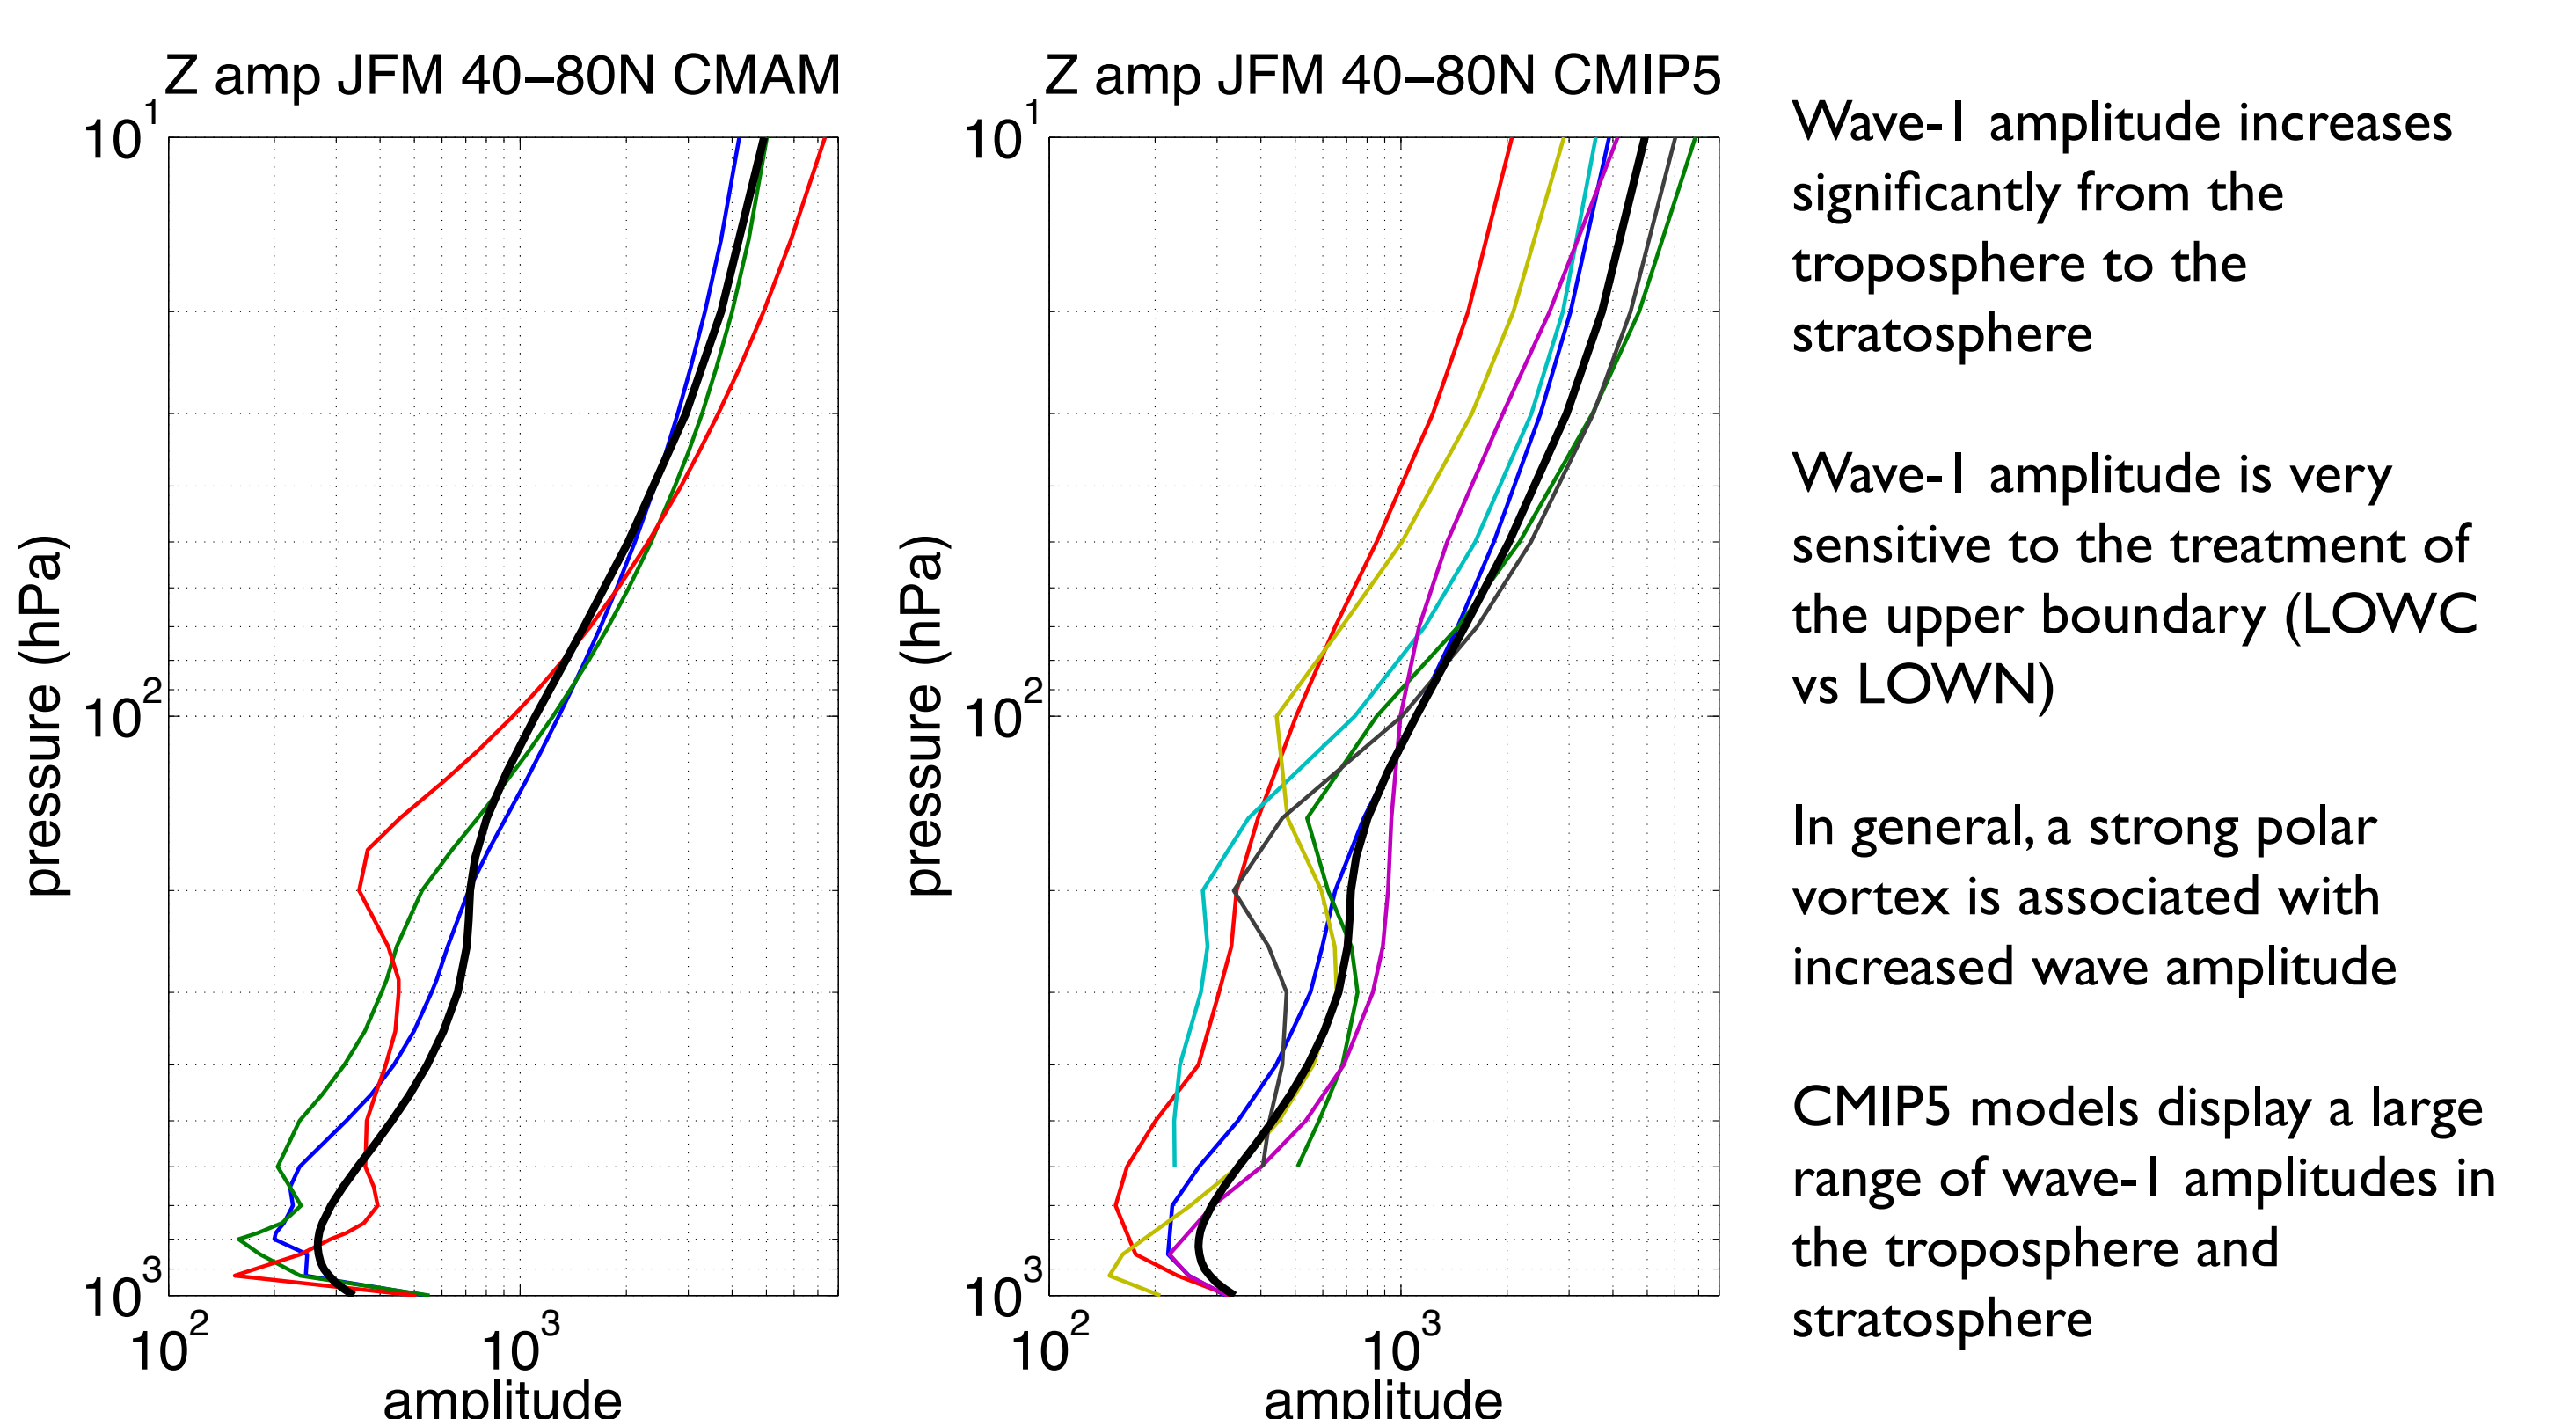 Z amp JFM 40–80N CMAM
10^1
10^2
10^3
pressure (hPa)
10^2
10^3
amplitude
Z amp JFM 40–80N CMIP5
10^1
10^2
10^3
pressure (hPa)
10^2
10^3
amplitude
Wave-1 amplitude increases
significantly from the
troposphere to the
stratosphere
Wave-1 amplitude is very
sensitive to the treatment of
the upper boundary (LOWC
vs LOWN)
In general, a strong polar
vortex is associated with
increased wave amplitude
CMIP5 models display a large
range of wave-1 amplitudes in
the troposphere and
stratosphere